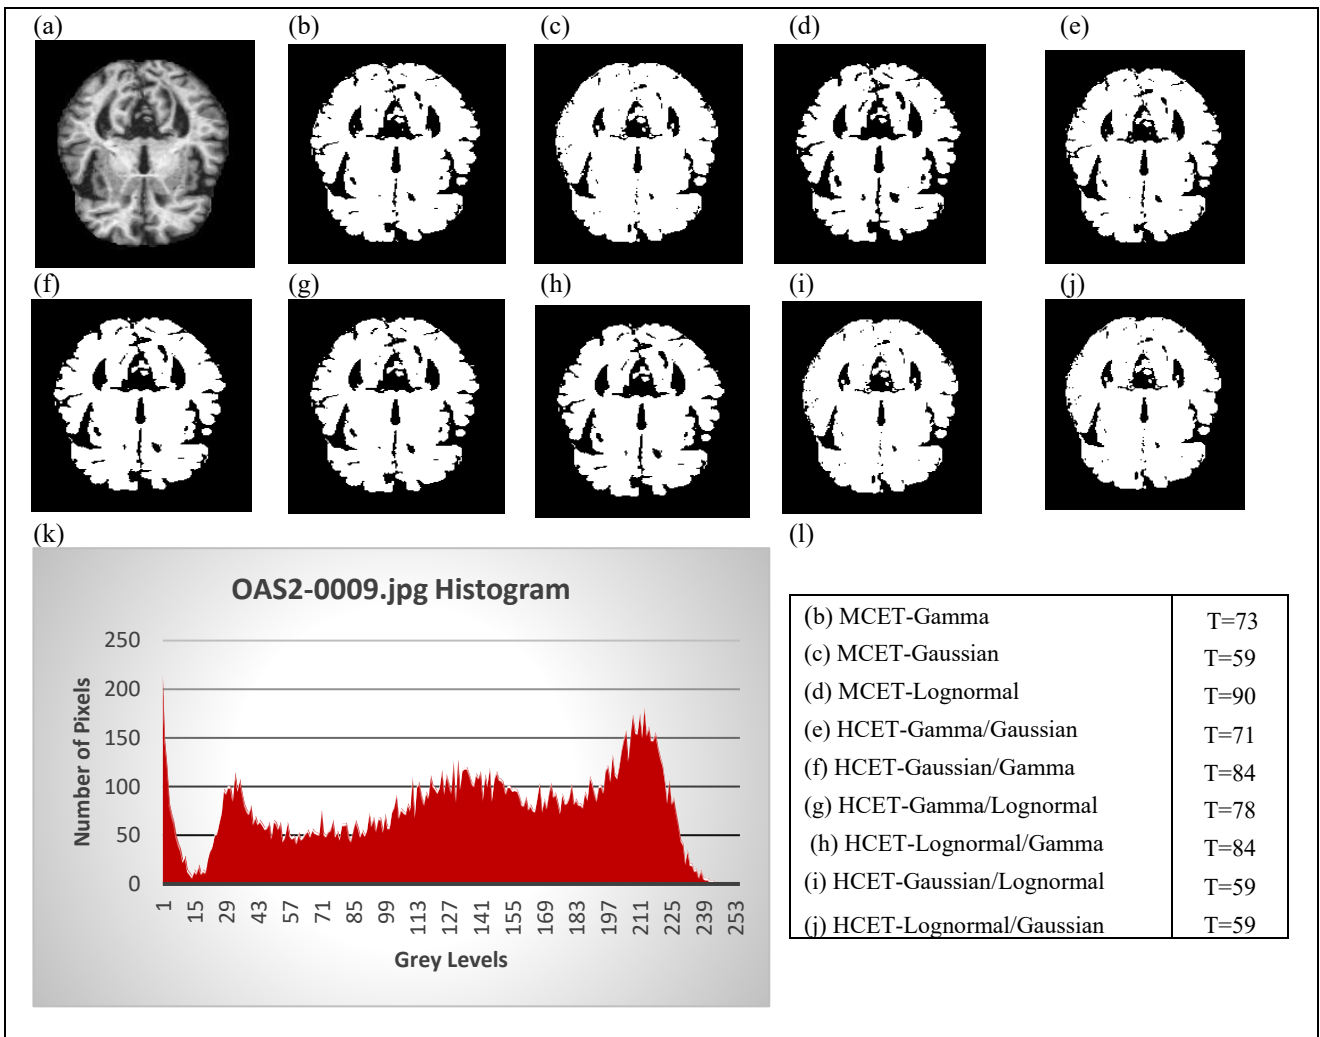 (a) (b) (c) (d) (e)
(f) (g) (h) (i) (j)
(k) (l)
OAS2-0009.jpg Histogram
Number of Pixels
250
200
150
100
50
0
1 15 29 43 57 71 85 99 113 127 141 155 169 183 197 211 225 239 253
Grey Levels
(b) MCET-Gamma T=73
(c) MCET-Gaussian T=59
(d) MCET-Lognormal T=90
(e) HCET-Gamma/Gaussian T=71
(f) HCET-Gaussian/Gamma T=84
(g) HCET-Gamma/Lognormal T=78
(h) HCET-Lognormal/Gamma T=84
(i) HCET-Gaussian/Lognormal T=59
(j) HCET-Lognormal/Gaussian T=59